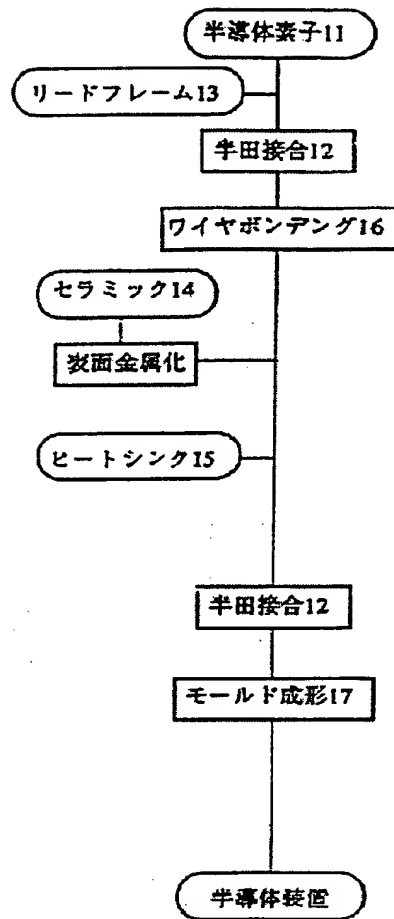 半導体素子11
リードフレーム13
半田接合12
ワイヤボンデング16
セラミック14
表面金属化
ヒートシンク15
半田接合12
モールド成形17
半導体装置